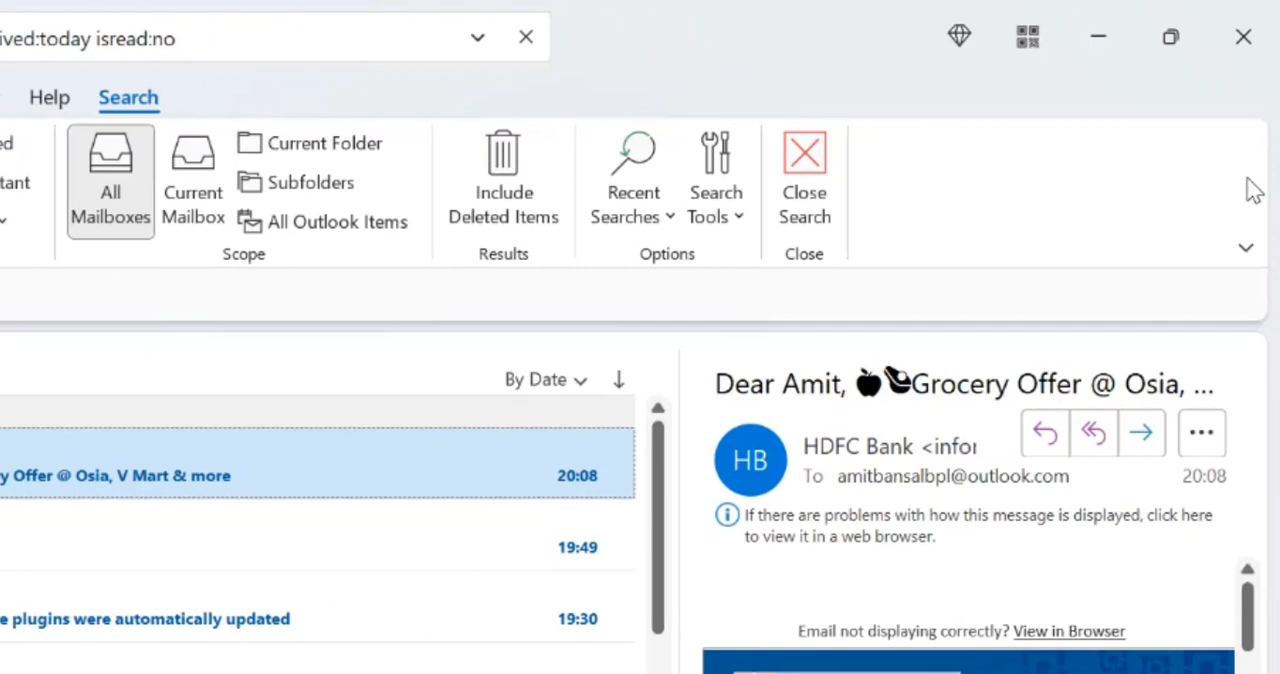 ived:today isread:no
Help Search
ed
tant
All Mailboxes
Current Mailbox
Current Folder
Subfolders
All Outlook Items
Scope
Include Deleted Items
Results
Recent Searches
Search Tools
Options
Close Search
Close
By Date
y Offer @ Osia, V Mart & more 20:08
19:49
e plugins were automatically updated 19:30
Dear Amit, 🍎🍆Grocery Offer @ Osia, ...
HB
HDFC Bank <infor
To amitbansalbpl@outlook.com 20:08
If there are problems with how this message is displayed, click here
to view it in a web browser.
Email not displaying correctly? View in Browser